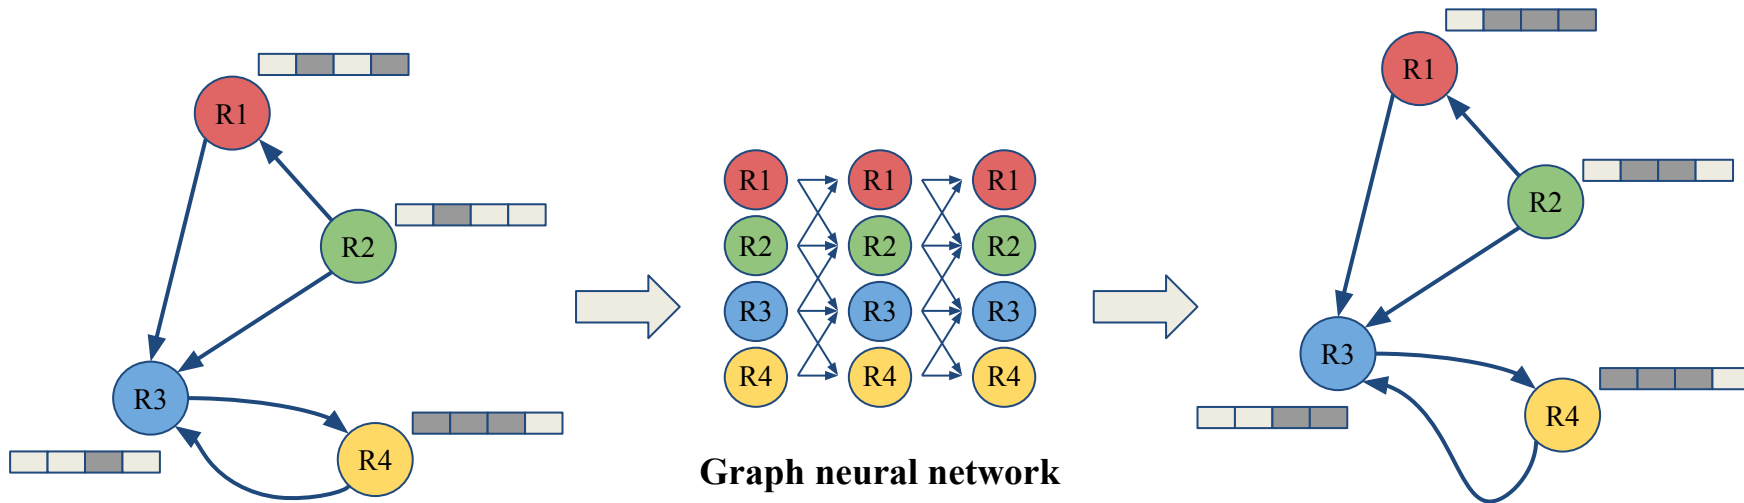 R1
R2
R3
R4
R1 R1 R1
R2 R2 R2
R3 R3 R3
R4 R4 R4
Graph neural network
R1
R2
R3
R4